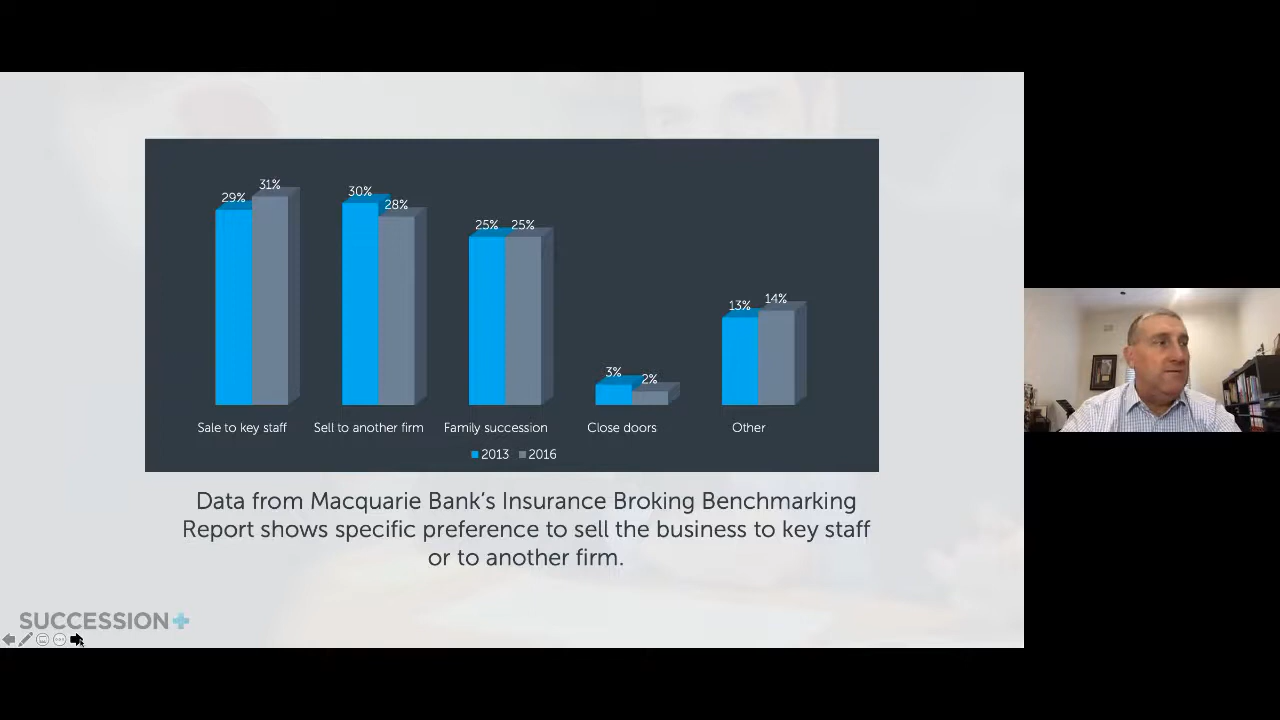 29%
31%
30%
28%
25%
25%
3%
2%
13%
14%
Sale to key staff
Sell to another firm
Family succession
Close doors
Other
2013
2016
Data from Macquarie Bank’s Insurance Broking Benchmarking
Report shows specific preference to sell the business to key staff
or to another firm.
SUCCESSION+